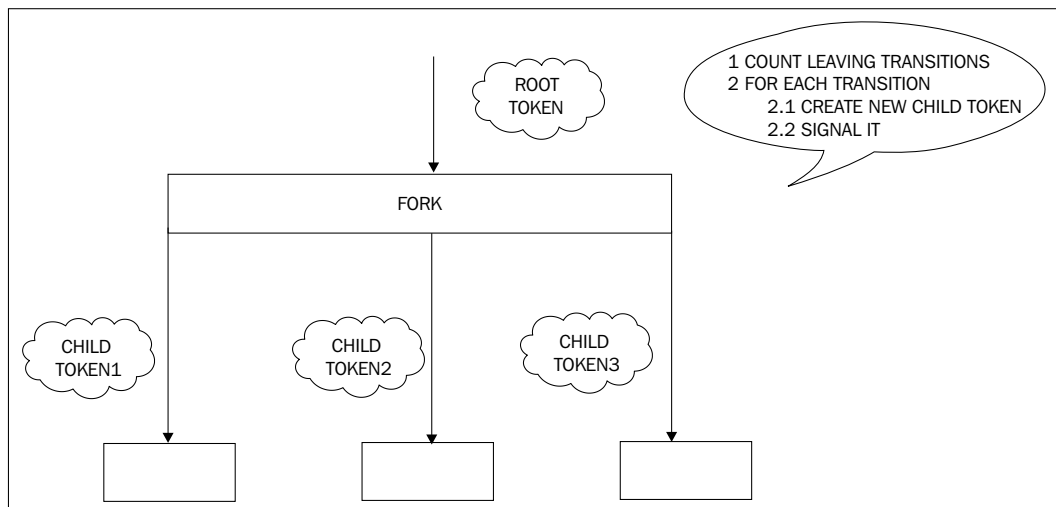 ROOT
TOKEN
1 COUNT LEAVING TRANSITIONS
2 FOR EACH TRANSITION
2.1 CREATE NEW CHILD TOKEN
2.2 SIGNAL IT
FORK
CHILD
TOKEN1
CHILD
TOKEN2
CHILD
TOKEN3